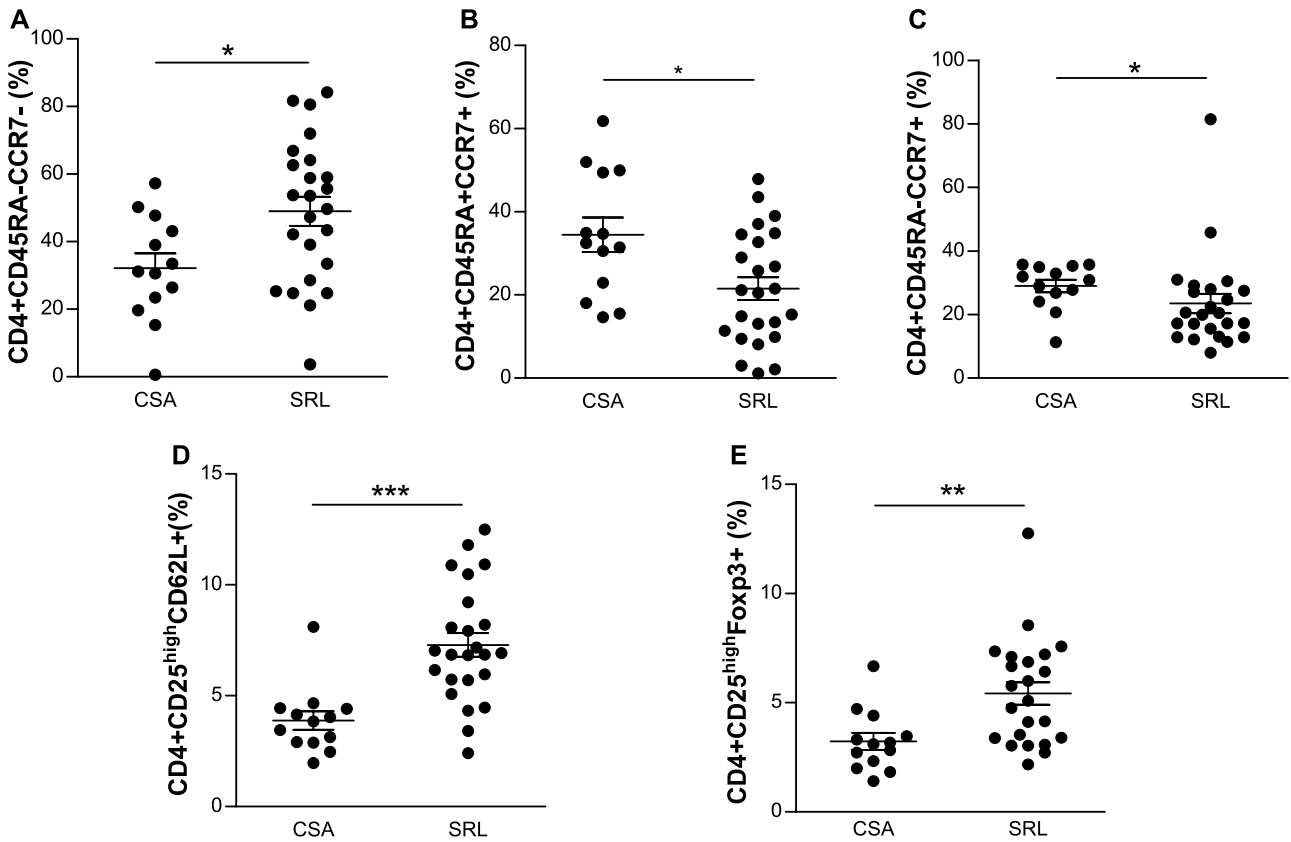 A
CD4+CD45RA-CCR7- (%)
100
80
60
40
20
0
*
CSA SRL
B
CD4+CD45RA+CCR7+ (%)
80
60
40
20
0
*
CSA SRL
C
CD4+CD45RA-CCR7+ (%)
100
80
60
40
20
0
*
CSA SRL
D
CD4+CD25highCD62L+(%)
15
10
5
0
***
CSA SRL
E
CD4+CD25highFoxp3+ (%)
15
10
5
0
**
CSA SRL